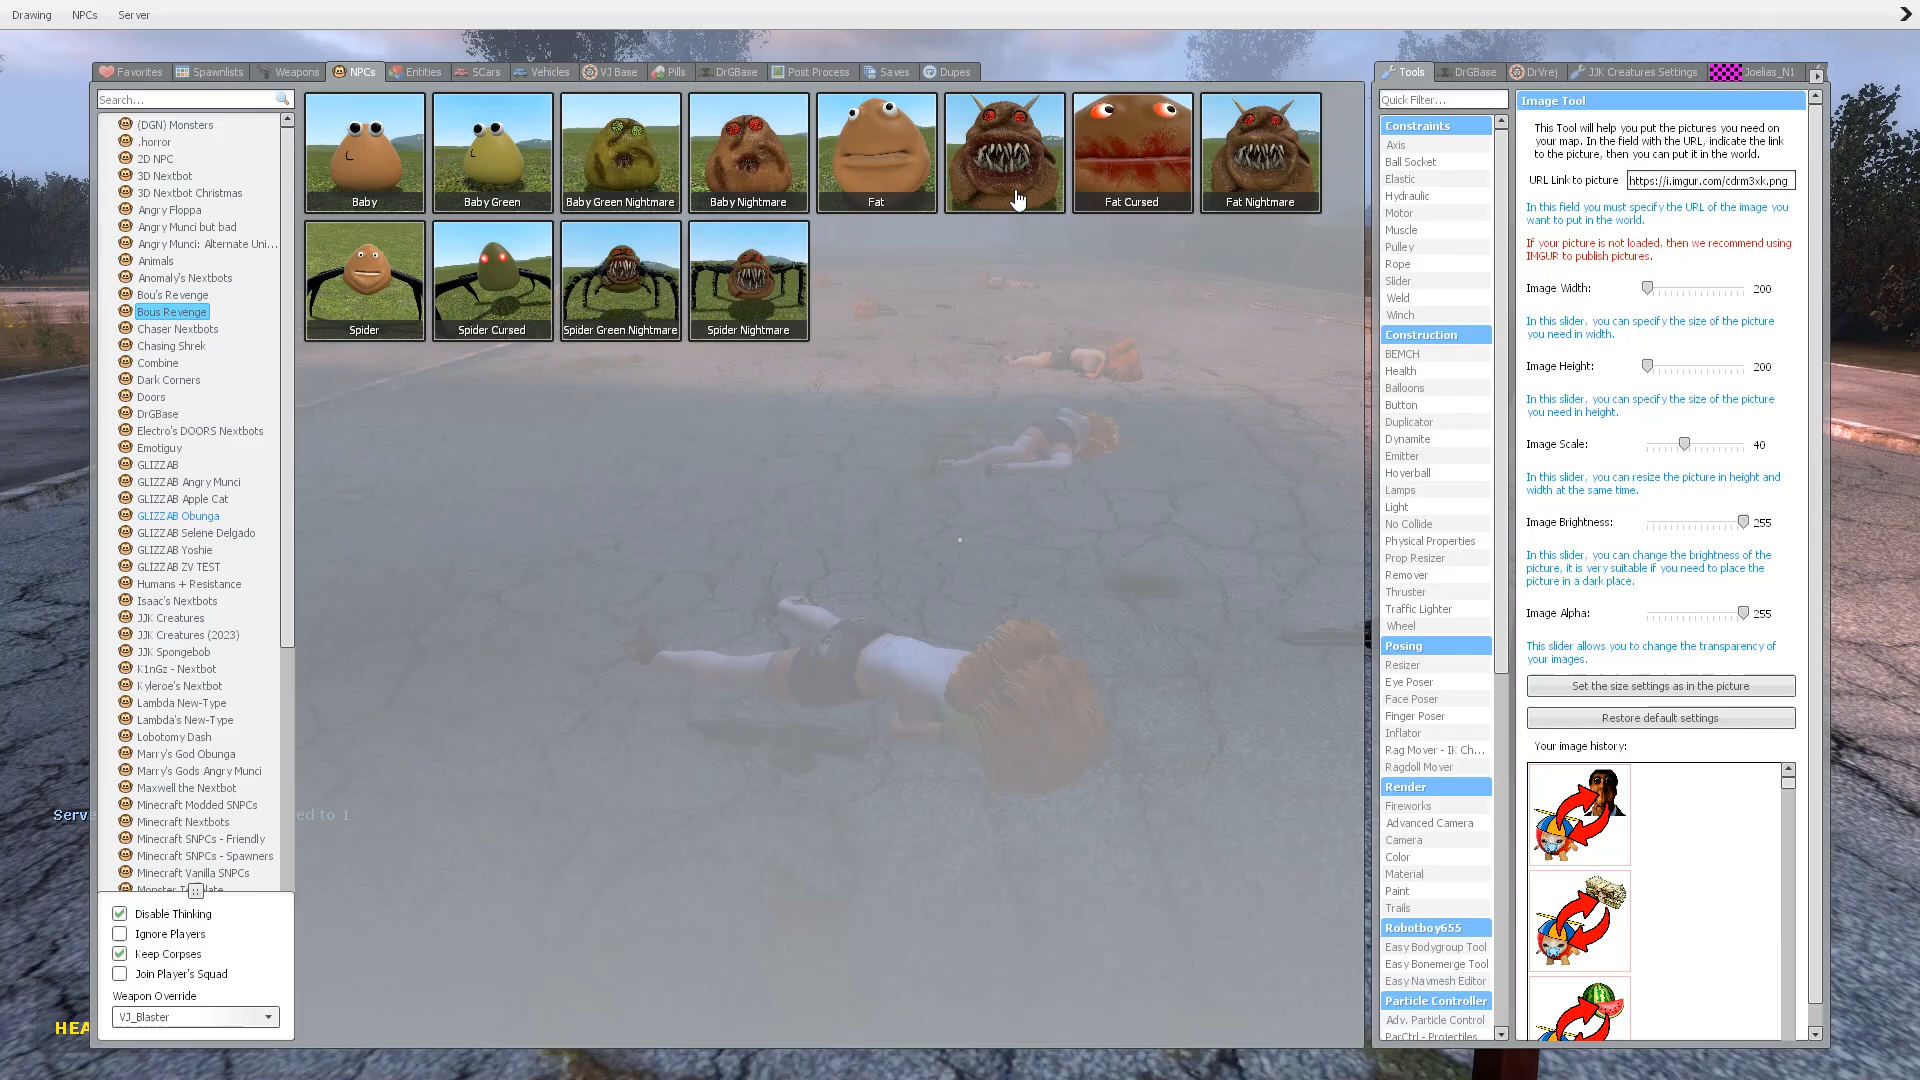 Drawing NPCs Server
Favorites Spawnlists Weapons NPCs Entities SCars Vehicles VJ Base Pills DrGBase Post Process Saves Dupes
Search...
(DGN) Monsters
.horror
2D NPC
3D Nextbot
3D Nextbot Christmas
Angry Floppa
Angry Munci but bad
Angry Munci: Alternate Uni...
Animals
Anomaly's Nextbots
Bou's Revenge
Bous Revenge
Chaser Nextbots
Chasing Shrek
Combine
Dark Corners
Doors
DrGBase
Electro's DOORS Nextbots
Emotiguy
GLIZZAB
GLIZZAB Angry Munci
GLIZZAB Apple Cat
GLIZZAB Obunga
GLIZZAB Selene Delgado
GLIZZAB Yoshie
GLIZZAB ZV TEST
Humans + Resistance
Isaac's Nextbots
JJK Creatures
JJK Creatures (2023)
JJK Spongebob
K1nGz - Nextbot
Kyleroe's Nextbot
Lambda New-Type
Lambda's New-Type
Lobotomy Dash
Marry's God Obunga
Marry's Gods Angry Munci
Maxwell the Nextbot
Minecraft Modded SNPCs
Minecraft Nextbots
Minecraft SNPCs - Friendly
Minecraft SNPCs - Spawners
Minecraft Vanilla SNPCs
Disable Thinking
Ignore Players
Keep Corpses
Join Player's Squad
Weapon Override
VJ_Blaster
Baby
Baby Green
Baby Green Nightmare
Baby Nightmare
Fat
Fat Cursed
Fat Nightmare
Spider
Spider Cursed
Spider Green Nightmare
Spider Nightmare
Serve
ed to 1
HEA
Tools DrGBase DrVrej JJK Creatures Settings Joelias_N1
Quick Filter...
Constraints
Axis
Ball Socket
Elastic
Hydraulic
Motor
Muscle
Pulley
Rope
Slider
Weld
Winch
Construction
BEMCH
Health
Balloons
Button
Duplicator
Dynamite
Emitter
Hoverball
Lamps
Light
No Collide
Physical Properties
Prop Resizer
Remover
Thruster
Traffic Lighter
Wheel
Posing
Resizer
Eye Poser
Face Poser
Finger Poser
Inflator
Rag Mover - IK Ch...
Ragdoll Mover
Render
Fireworks
Advanced Camera
Camera
Color
Material
Paint
Trails
Robotboy655
Easy Bodygroup Tool
Easy Bonemerge Tool
Easy Navmesh Editor
Particle Controller
Adv. Particle Control
ParCtrl - Projectiles
Image Tool
This Tool will help you put the pictures you need on
your map. In the field with the URL, indicate the link
to the picture, then you can put it in the world.
URL Link to picture https://i.imgur.com/cdrm3xk.png
In this field you must specify the URL of the image you
want to put in the world.
If your picture is not loaded, then we recommend using
IMGUR to publish pictures.
Image Width: 200
In this slider, you can specify the size of the picture
you need in width.
Image Height: 200
In this slider, you can specify the size of the picture
you need in height.
Image Scale: 40
In this slider, you can resize the picture in height and
width at the same time.
Image Brightness: 255
In this slider, you can change the brightness of the
picture, it is very suitable if you need to place the
picture in a dark place.
Image Alpha: 255
This slider allows you to change the transparency of
your images.
Set the size settings as in the picture
Restore default settings
Your image history: